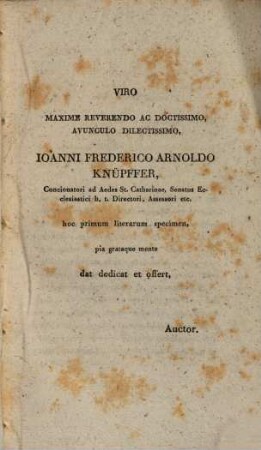 VIRO
MAXIME REVERENDO AC DOCTISSIMO,
AVUNCULO DILECTISSIMO,
IOANNI FREDERICO ARNOLDO
KNÜPFFER,
Concionatori ad Aedes St. Catharinae, Senatus Ec-
clesiastici h. t. Directori, Assessori etc.
hoc primum literarum specimen,
pia grataque mente
dat dedicat et offert,
Auctor.